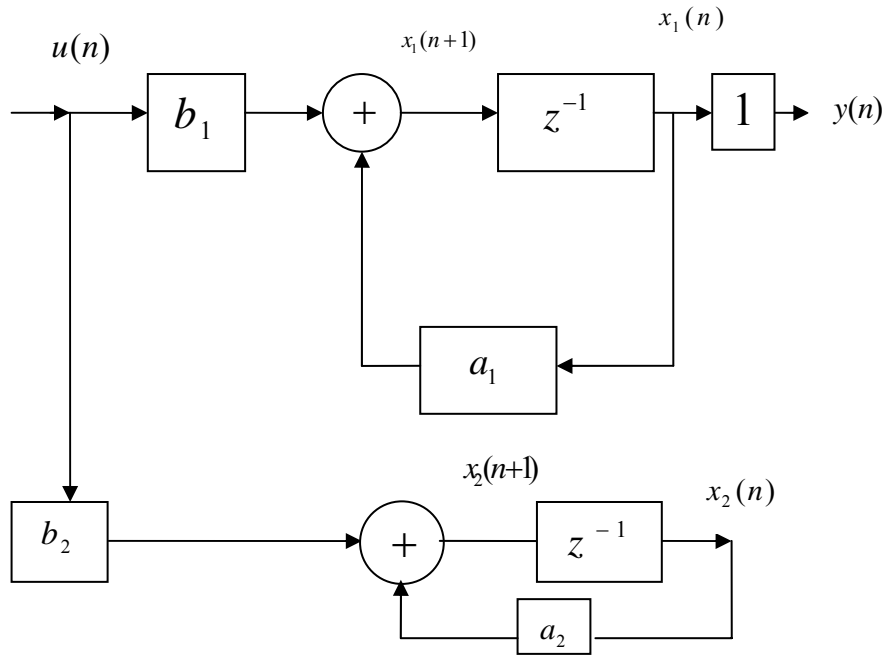 u(n)
x₁(n+1)
x₁(n)
b₁
+
z⁻¹
1
y(n)
a₁
x₂(n+1)
x₂(n)
b₂
+
z⁻¹
a₂